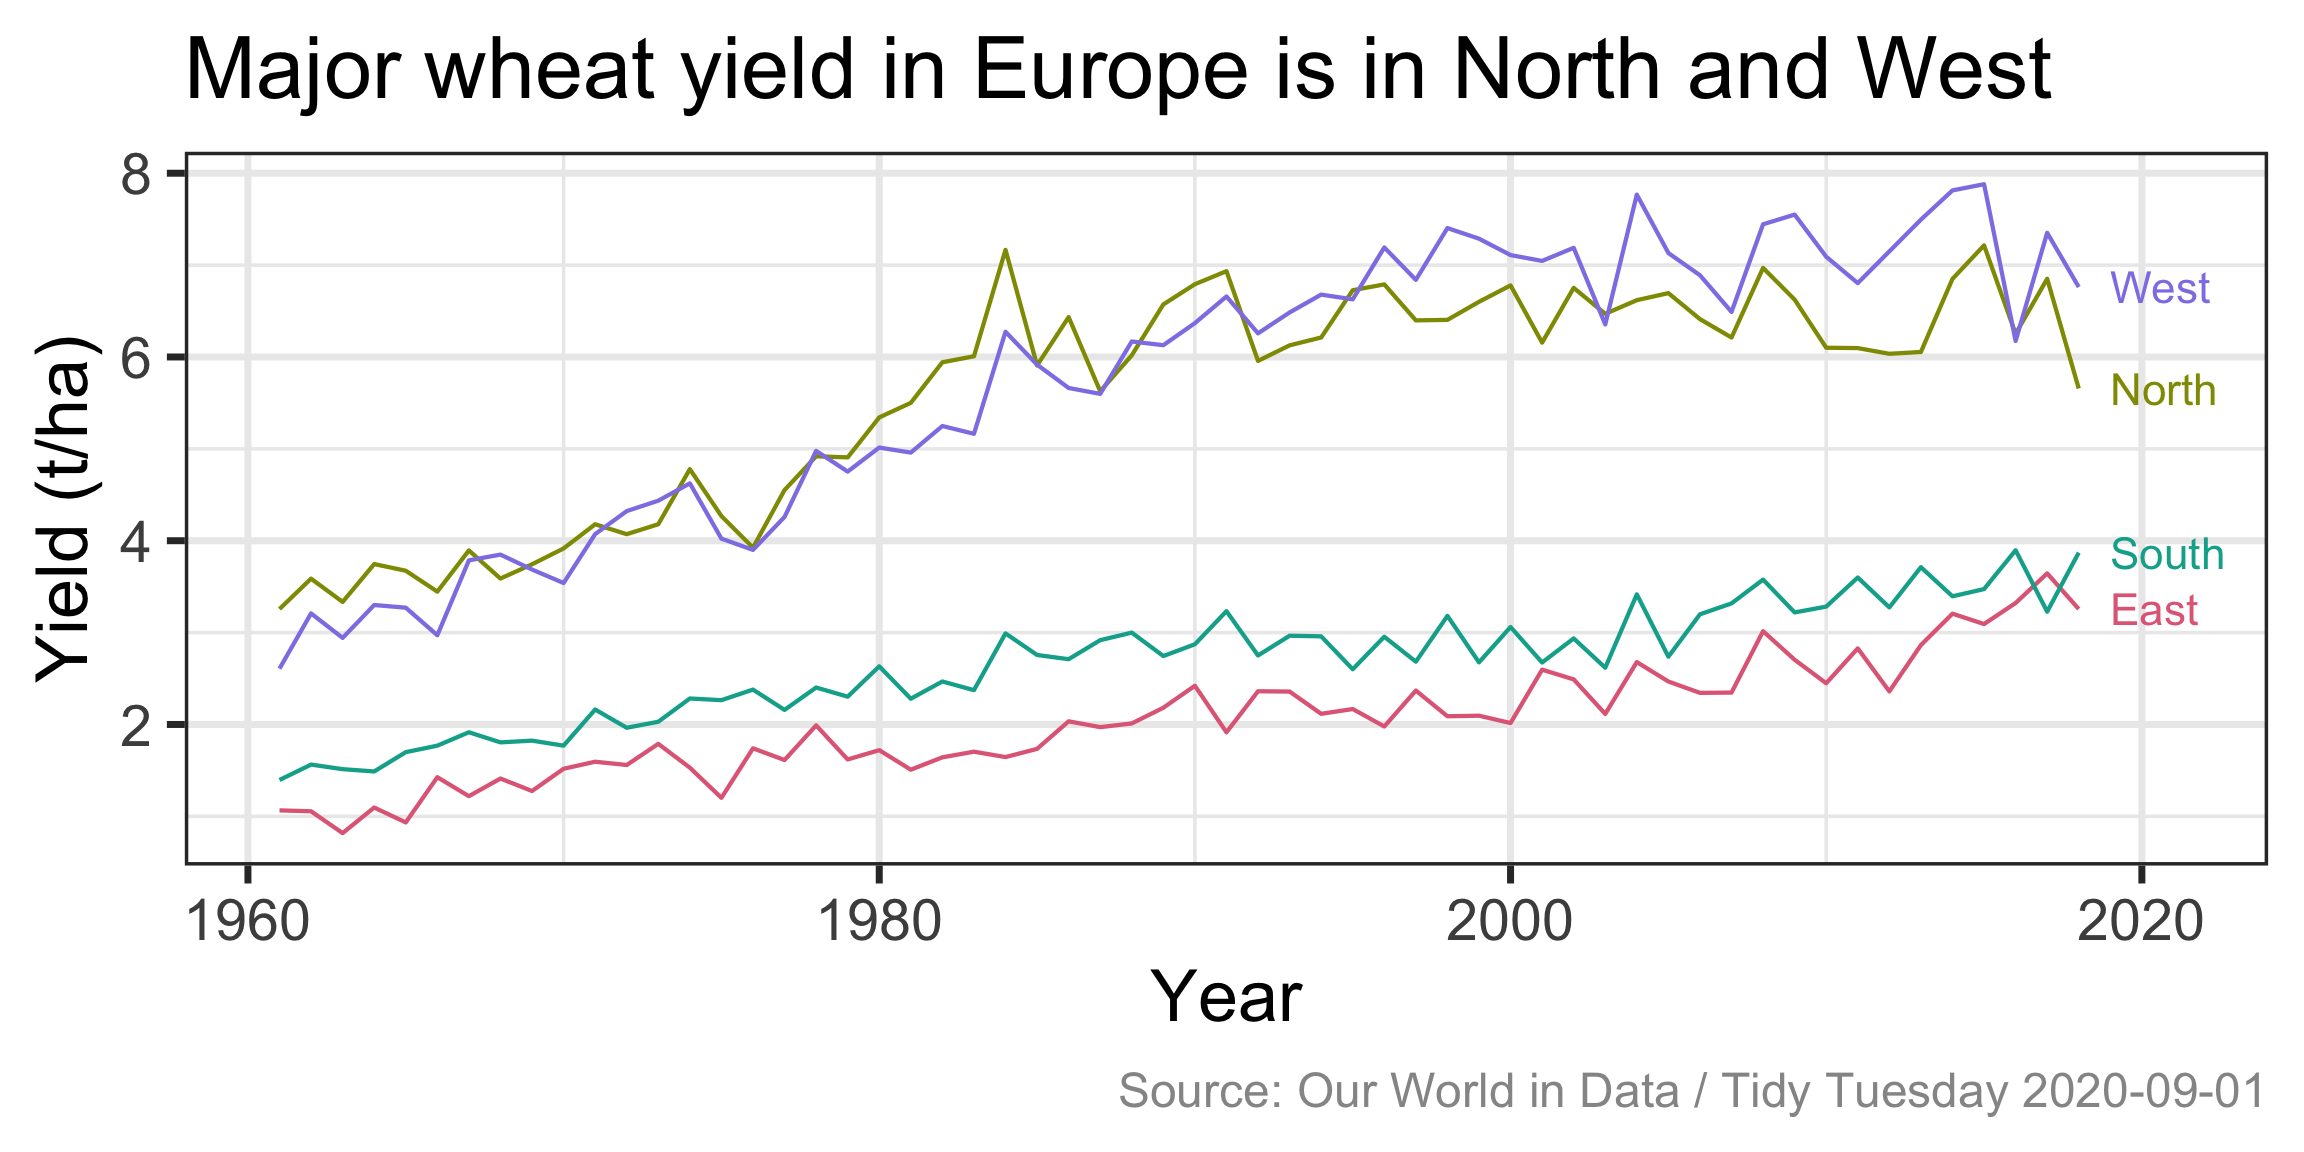 Major wheat yield in Europe is in North and West
8
6
4
2
Yield (t/ha)
West
North
South
East
1960 1980 2000 2020
Year
Source: Our World in Data / Tidy Tuesday 2020-09-01